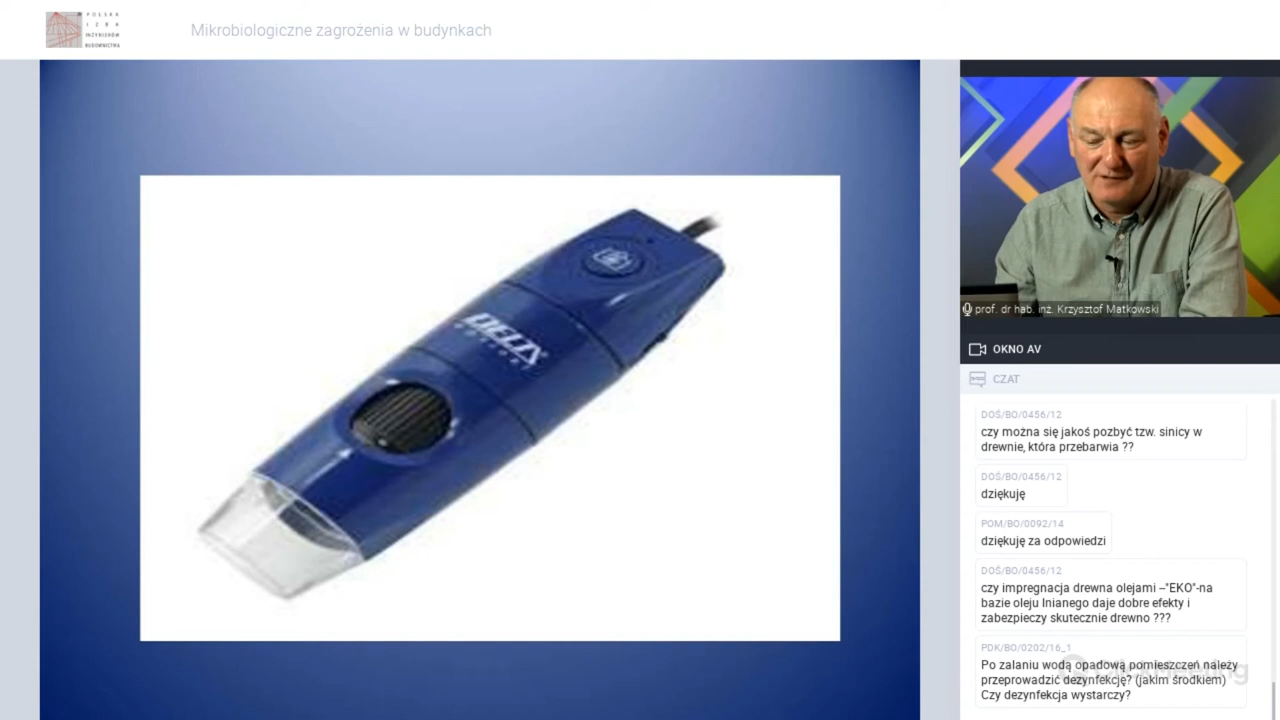 POLSKA
IZBA
INŻYNIERÓW
BUDOWNICTWA
Mikrobiologiczne zagrożenia w budynkach
DELTA
prof. dr hab. inż. Krzysztof Matkowski
OKNO AV
CZAT
DOŚ/BO/0456/12
czy można się jakoś pozbyć tzw. sinicy w
drewnie, która przebarwia ??
DOŚ/BO/0456/12
dziękuję
POM/BO/0092/14
dziękuję za odpowiedzi
DOŚ/BO/0456/12
czy impregnacja drewna olejami –"EKO"-na
bazie oleju lnianego daje dobre efekty i
zabezpieczy skutecznie drewno ???
PDK/BO/0202/16_1
Po zalaniu wodą opadową pomieszczeń należy
przeprowadzić dezynfekcję? (jakim środkiem)
Czy dezynfekcja wystarczy?